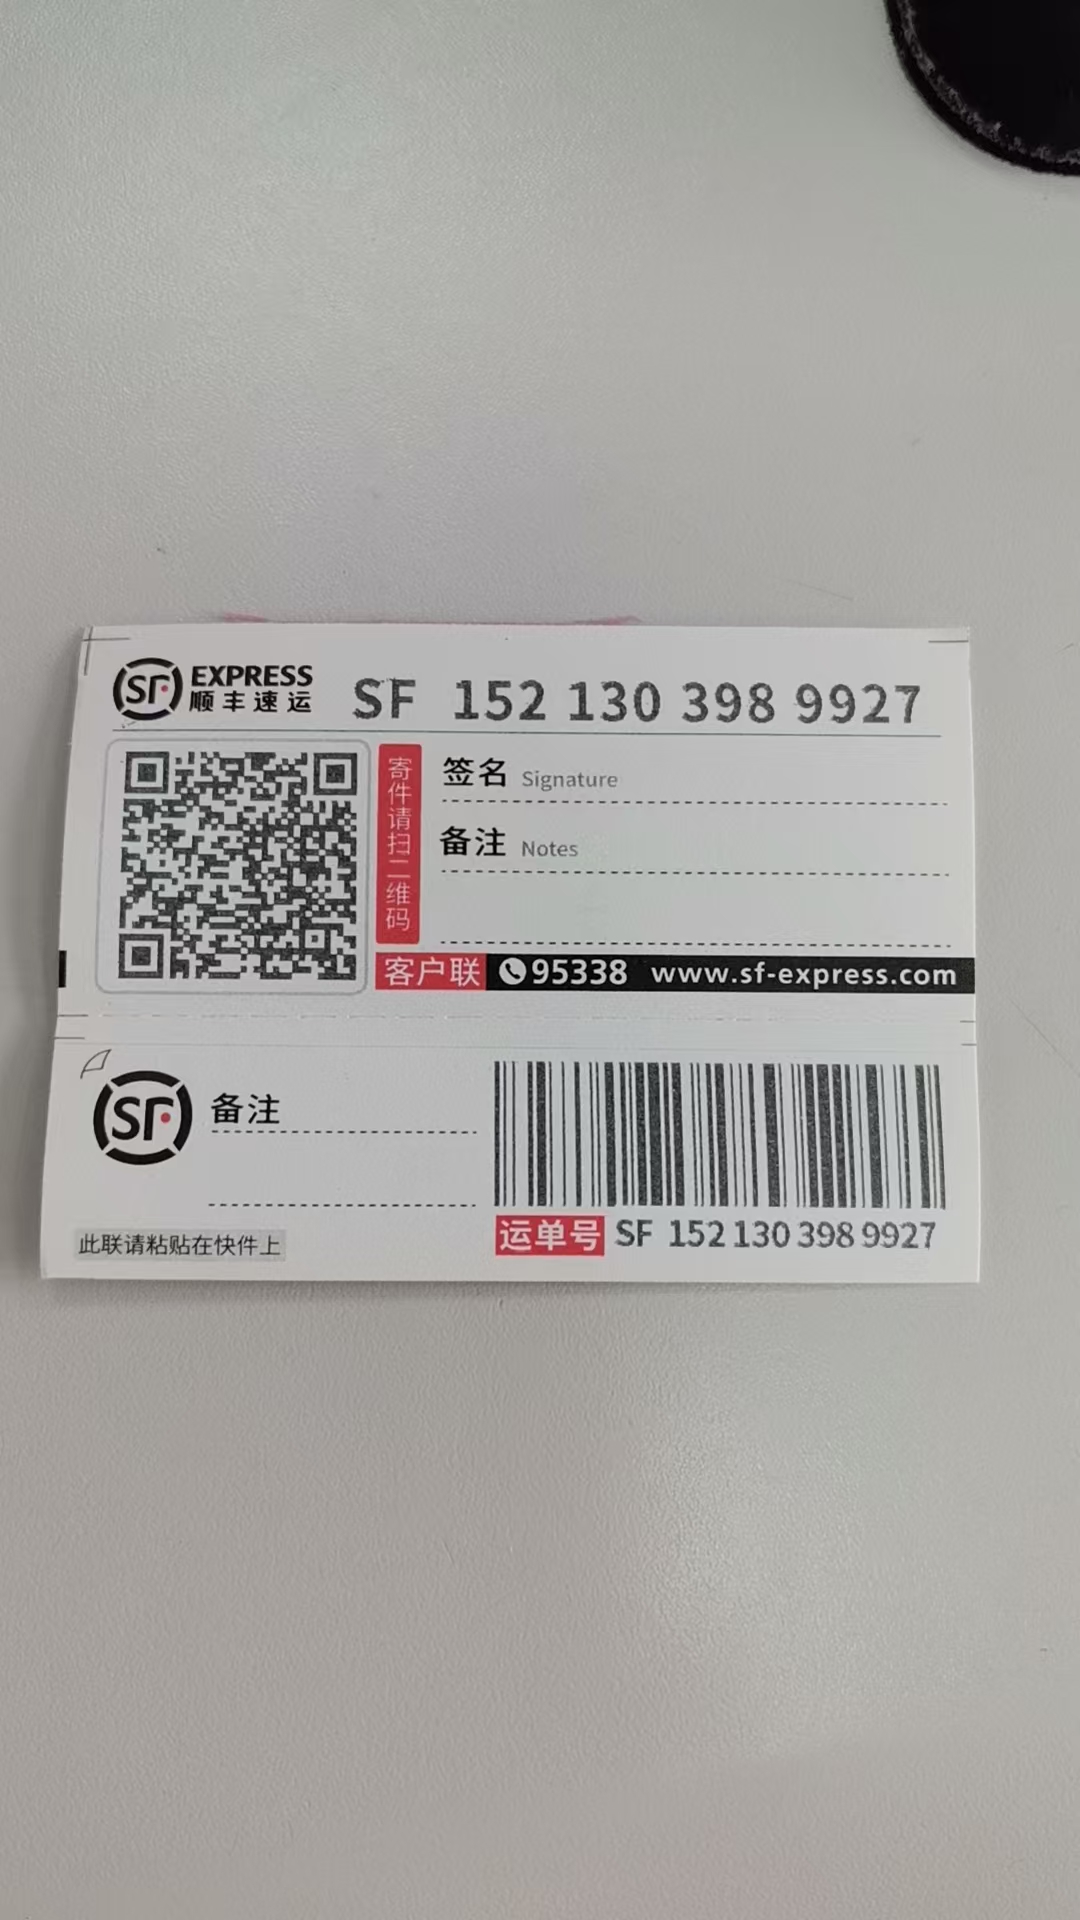 SF EXPRESS
顺丰速运
SF 152 130 398 9927
寄件请扫二维码
签名 Signature
备注 Notes
客户联 95338 www.sf-express.com
SF 备注
运单号 SF 152 130 398 9927
此联请粘贴在快件上